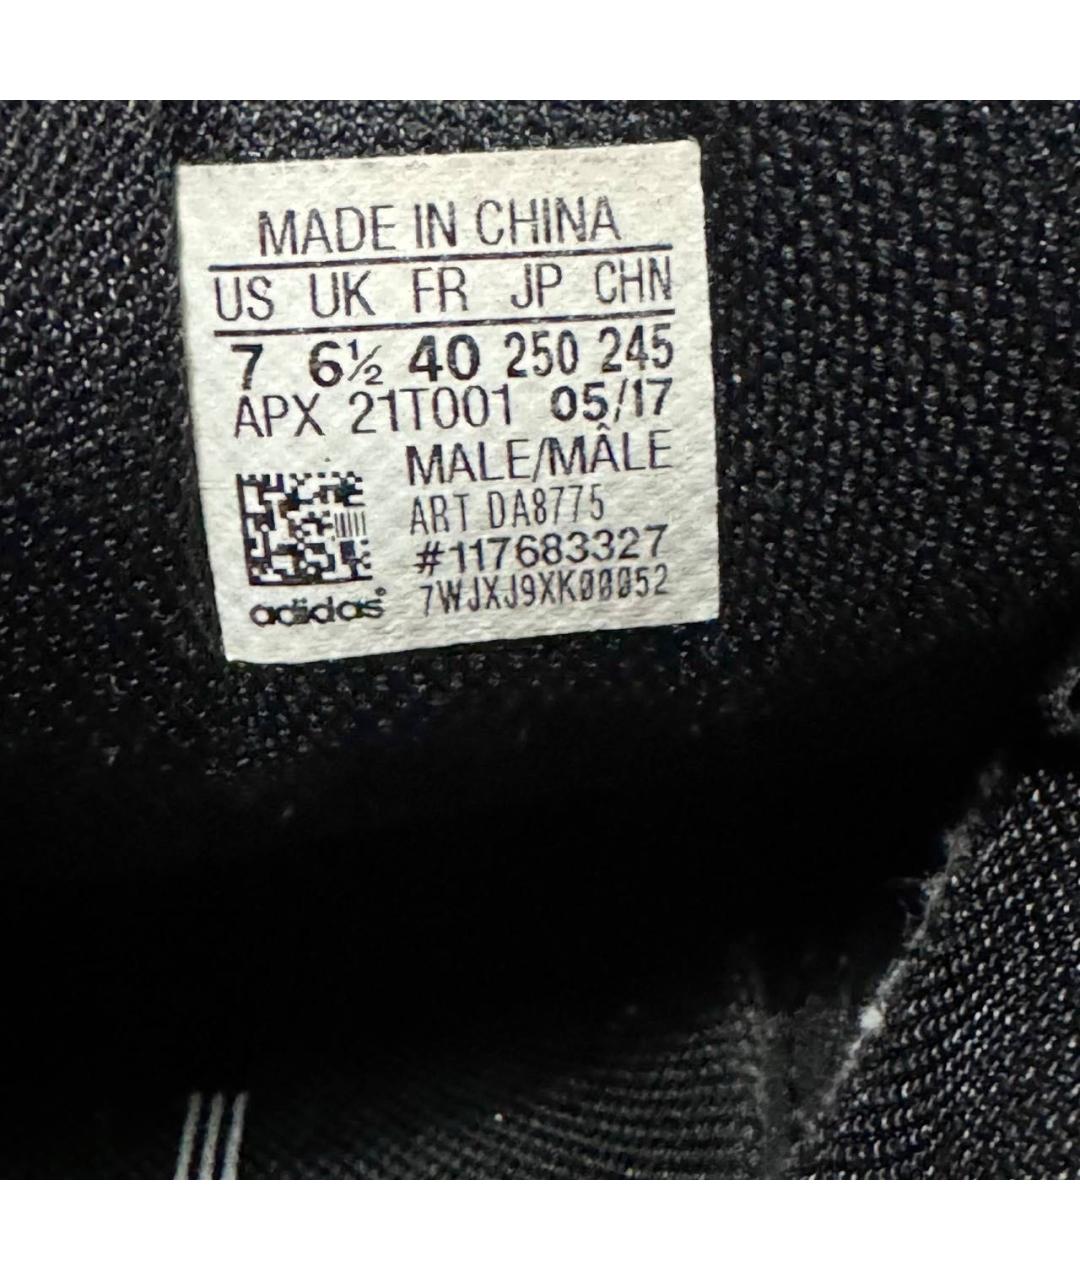 MADE IN CHINA
US UK FR JP CHN
7 6½ 40 250 245
APX 21T001 05/17
MALE/MÂLE
ART DA8775
#117683327
7WJXJ9XK00052
adidas®